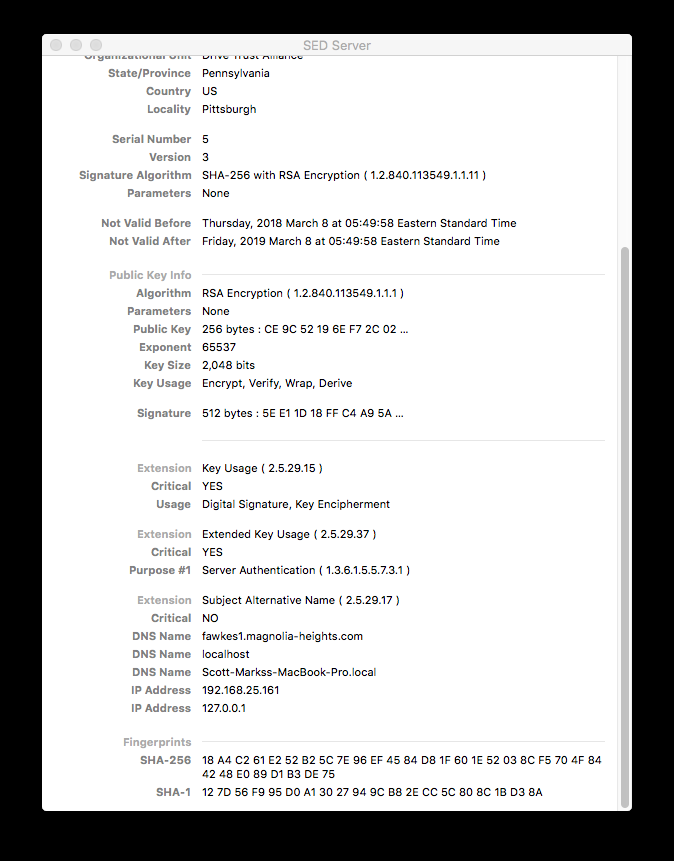 SED Server
Organizational Unit Drive Trust Alliance
State/Province Pennsylvania
Country US
Locality Pittsburgh
Serial Number 5
Version 3
Signature Algorithm SHA-256 with RSA Encryption ( 1.2.840.113549.1.1.11 )
Parameters None
Not Valid Before Thursday, 2018 March 8 at 05:49:58 Eastern Standard Time
Not Valid After Friday, 2019 March 8 at 05:49:58 Eastern Standard Time
Public Key Info
Algorithm RSA Encryption ( 1.2.840.113549.1.1.1 )
Parameters None
Public Key 256 bytes : CE 9C 52 19 6E F7 2C 02 ...
Exponent 65537
Key Size 2,048 bits
Key Usage Encrypt, Verify, Wrap, Derive
Signature 512 bytes : 5E E1 1D 18 FF C4 A9 5A ...
Extension Key Usage ( 2.5.29.15 )
Critical YES
Usage Digital Signature, Key Encipherment
Extension Extended Key Usage ( 2.5.29.37 )
Critical YES
Purpose #1 Server Authentication ( 1.3.6.1.5.5.7.3.1 )
Extension Subject Alternative Name ( 2.5.29.17 )
Critical NO
DNS Name fawkes1.magnolia-heights.com
DNS Name localhost
DNS Name Scott-Markss-MacBook-Pro.local
IP Address 192.168.25.161
IP Address 127.0.0.1
Fingerprints
SHA-256 18 A4 C2 61 E2 52 B2 5C 7E 96 EF 45 84 D8 1F 60 1E 52 03 8C F5 70 4F 84
42 48 E0 89 D1 B3 DE 75
SHA-1 12 7D 56 F9 95 D0 A1 30 27 94 9C B8 2E CC 5C 80 8C 1B D3 8A